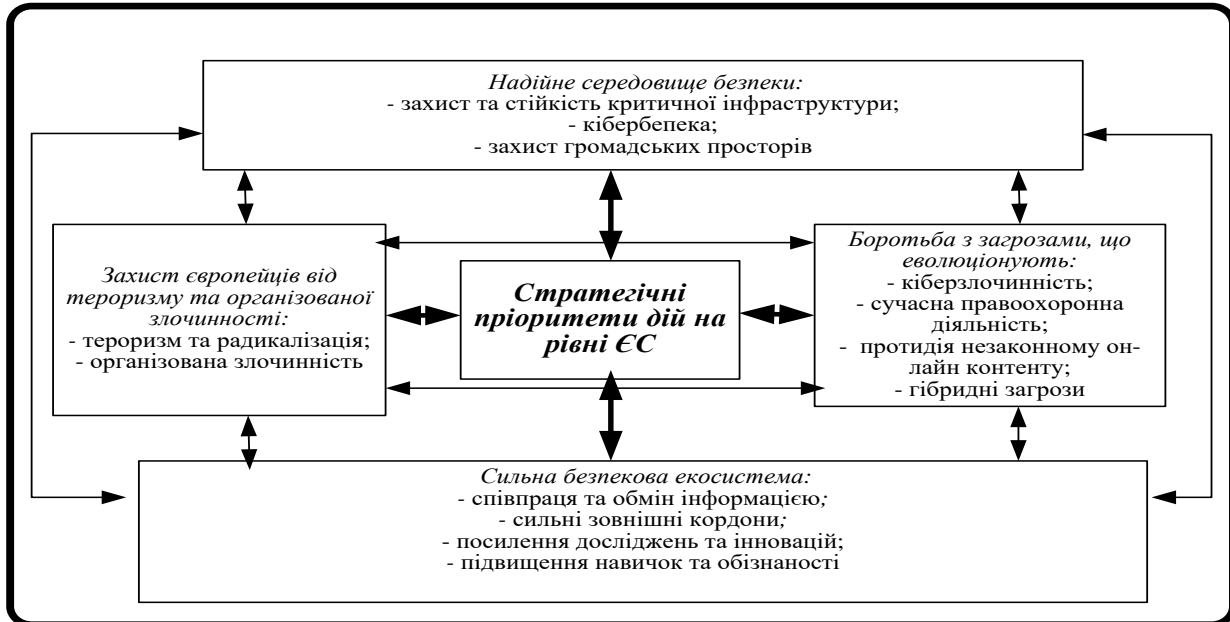 Надійне середовище безпеки:
- захист та стійкість критичної інфраструктури;
- кібербепека;
- захист громадських просторів
Захист європейців від
тероризму та організованої
злочинності:
- тероризм та радикалізація;
- організована злочинність
Стратегічні
пріоритети дій на
рівні ЄС
Боротьба з загрозами, що
еволюціонують:
- кіберзлочинність;
- сучасна правоохоронна
діяльність;
- протидія незаконному он-
лайн контенту;
- гібридні загрози
Сильна безпекова екосистема:
- співпраця та обмін інформацією;
- сильні зовнішні кордони;
- посилення досліджень та інновацій;
- підвищення навичок та обізнаності